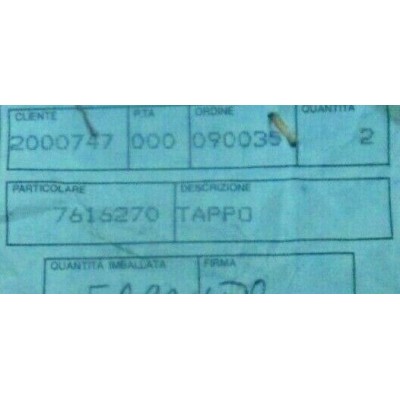 CLIENTE P.TA ORDINE QUANTITÀ
2000747 000 090035 2
PARTICOLARE DESCRIZIONE
7616270 TAPPO
QUANTITÀ IMBALLATA FIRMA